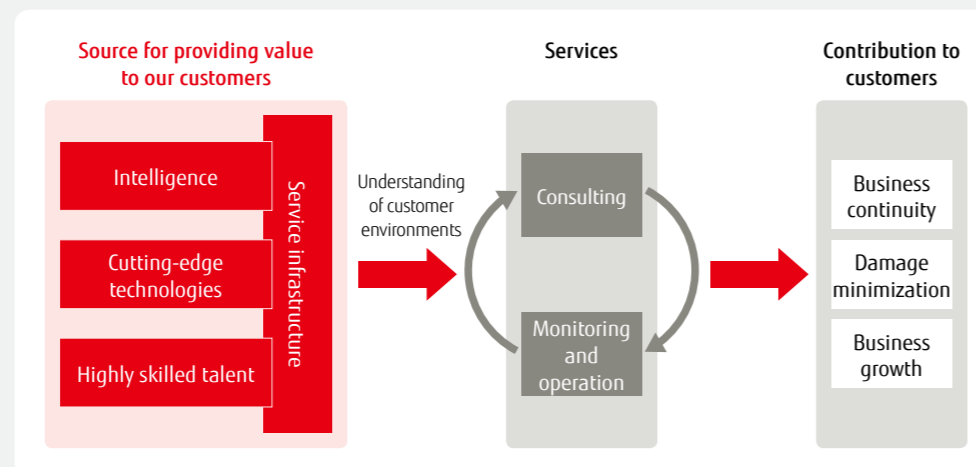 Source for providing value
to our customers
Intelligence
Cutting-edge
technologies
Highly skilled talent
Service infrastructure
Understanding
of customer
environments
Services
Consulting
Monitoring
and
operation
Contribution to
customers
Business
continuity
Damage
minimization
Business
growth